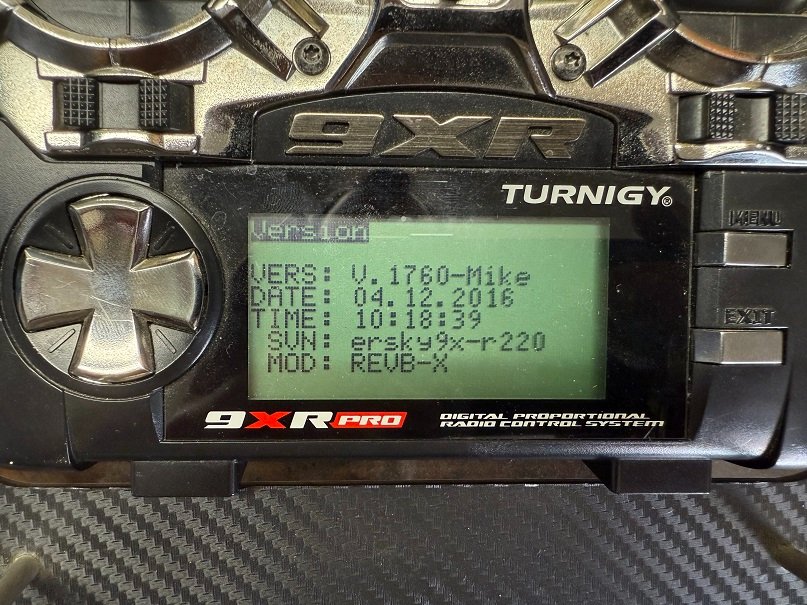 9XR
TURNIGY®
MENU
Version
VERS: V.1760-Mike
DATE: 04.12.2016
TIME: 10:18:39
SVN: ersky9x-r220
MOD: REVB-X
EXIT
9XR PRO
DIGITAL PROPORTIONAL
RADIO CONTROL SYSTEM